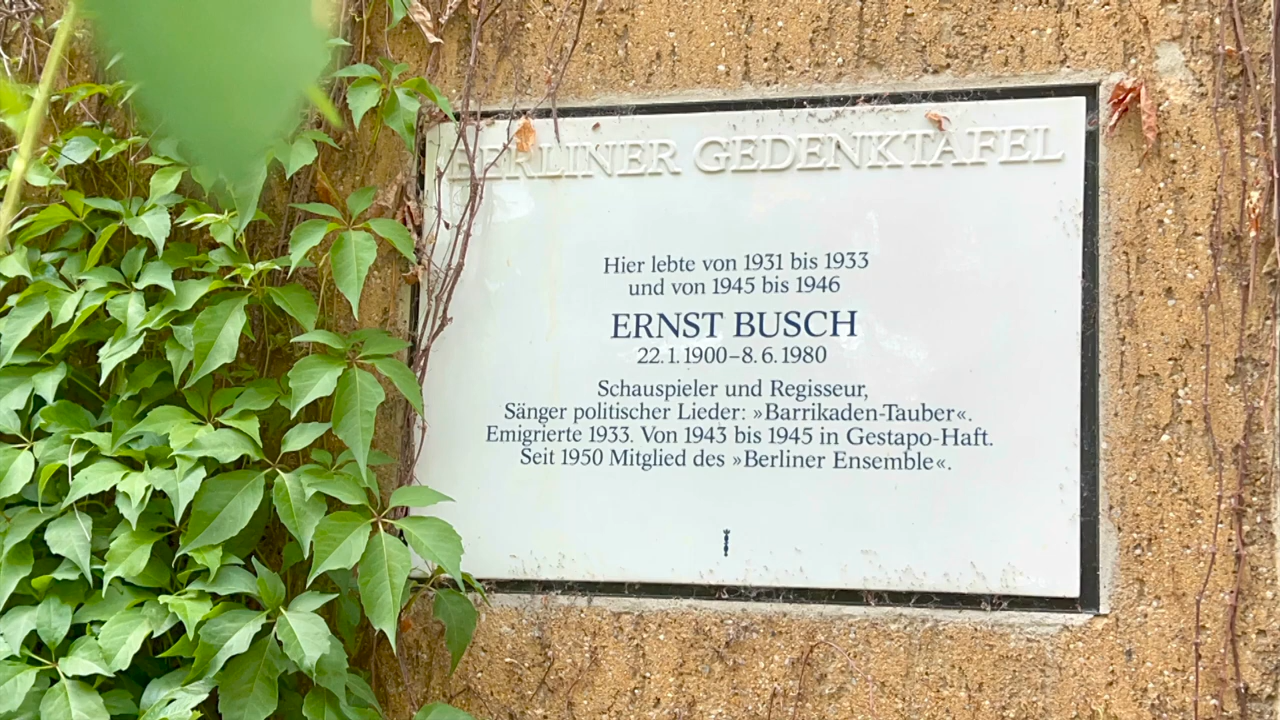 BERLINER GEDENKTAFEL
Hier lebte von 1931 bis 1933
und von 1945 bis 1946
ERNST BUSCH
22.1.1900–8.6.1980
Schauspieler und Regisseur,
Sänger politischer Lieder: »Barrikaden-Tauber«.
Emigrierte 1933. Von 1943 bis 1945 in Gestapo-Haft.
Seit 1950 Mitglied des »Berliner Ensemble«.